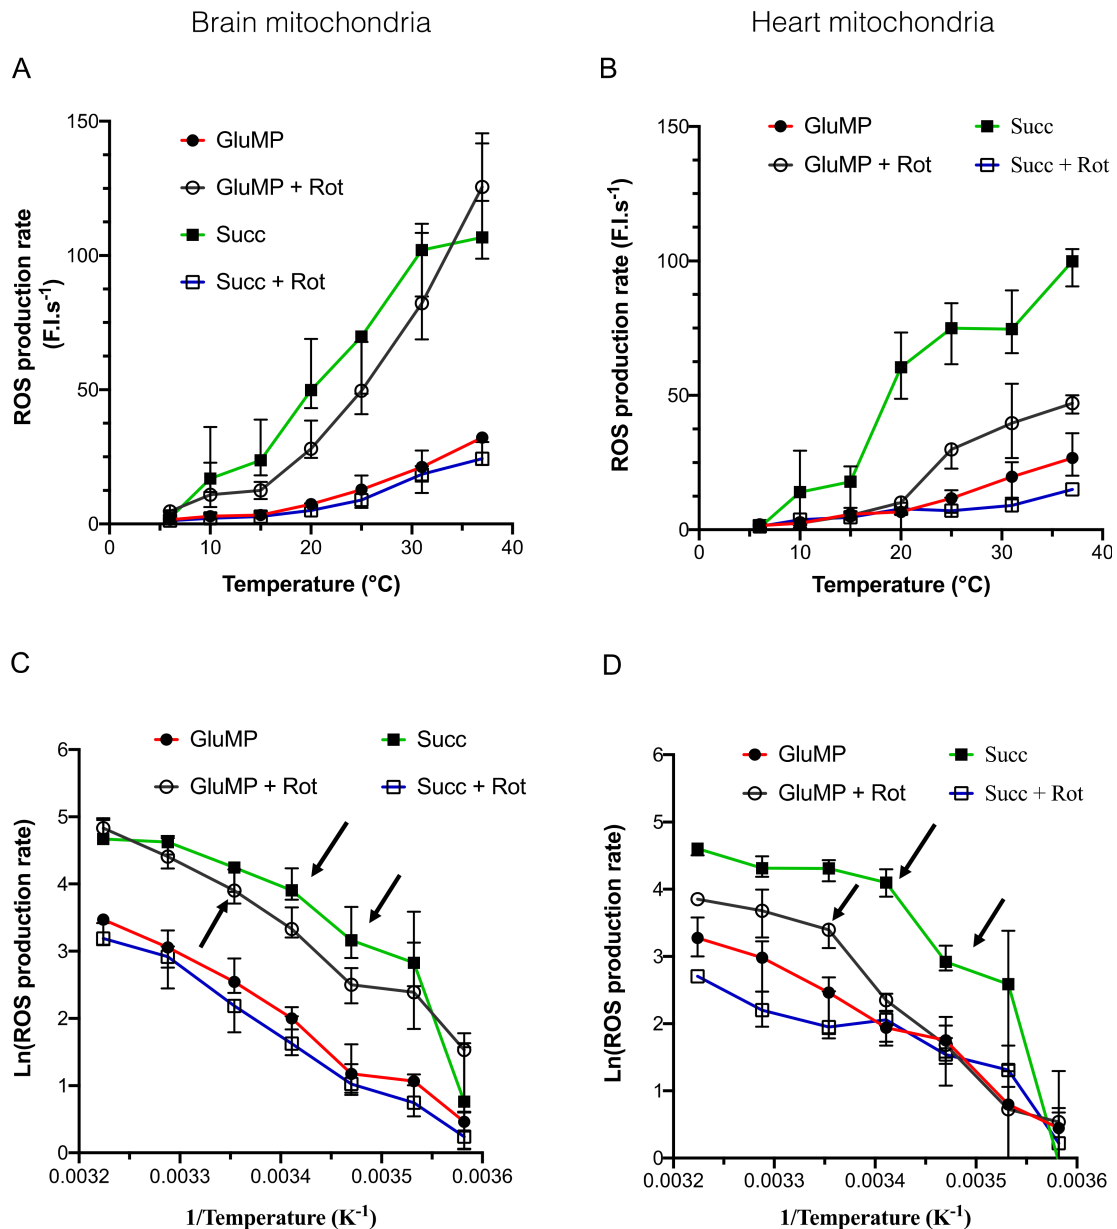 Brain mitochondria
Heart mitochondria
A
150
100
50
0
ROS production rate
(F.I.s-1)
GluMP
GluMP + Rot
Succ
Succ + Rot
0
10
20
30
40
Temperature (°C)
B
150
100
50
0
ROS production rate (F.I.s-1)
GluMP
Succ
GluMP + Rot
Succ + Rot
0
10
20
30
40
Temperature (°C)
C
6
5
4
3
2
1
0
Ln(ROS production rate)
GluMP
Succ
GluMP + Rot
Succ + Rot
0.0032
0.0033
0.0034
0.0035
0.0036
1/Temperature (K-1)
D
6
5
4
3
2
1
0
Ln(ROS production rate)
GluMP
Succ
GluMP + Rot
Succ + Rot
0.0032
0.0033
0.0034
0.0035
0.0036
1/Temperature (K-1)